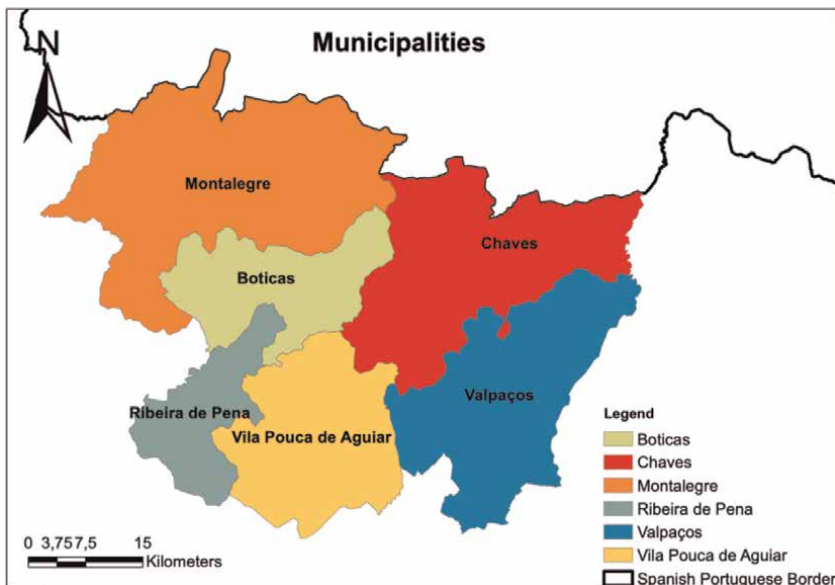 Municipalities
N
Montalegre
Chaves
Boticas
Valpaços
Ribeira de Pena
Vila Pouca de Aguiar
Legend
Boticas
Chaves
Montalegre
Ribeira de Pena
Valpaços
Vila Pouca de Aguiar
Spanish Portuguese Border
0 3,757,5 15
Kilometers